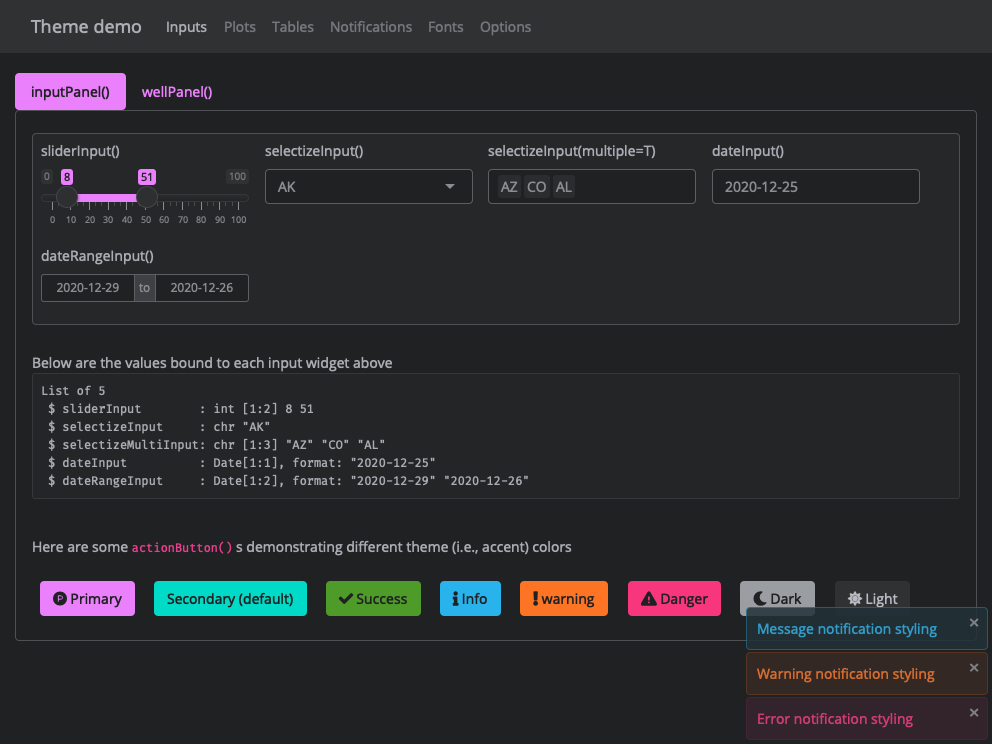 Theme demo Inputs Plots Tables Notifications Fonts Options
inputPanel() wellPanel()
sliderInput() selectizeInput() selectizeInput(multiple=T) dateInput()
0 8 51 100
AK AZ CO AL 2020-12-25
0 10 20 30 40 50 60 70 80 90 100
dateRangeInput()
2020-12-29 to 2020-12-26
Below are the values bound to each input widget above
List of 5
$ sliderInput : int [1:2] 8 51
$ selectizeInput : chr "AK"
$ selectizeMultiInput: chr [1:3] "AZ" "CO" "AL"
$ dateInput : Date[1:1], format: "2020-12-25"
$ dateRangeInput : Date[1:2], format: "2020-12-29" "2020-12-26"
Here are some actionButton() s demonstrating different theme (i.e., accent) colors
Primary Secondary (default) Success Info warning Danger Dark Light
Message notification styling ×
Warning notification styling ×
Error notification styling ×